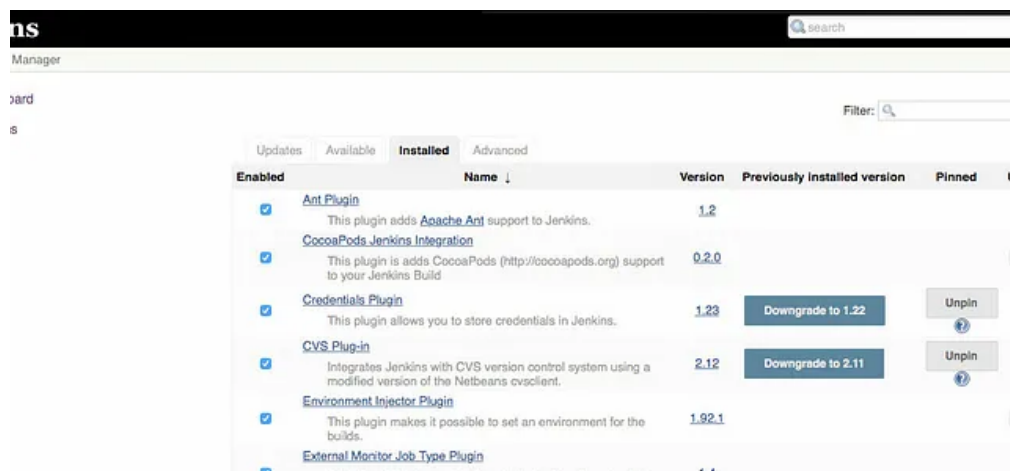 ns
search
Manager
oard
Filter:
s
Updates Available Installed Advanced
Enabled Name ↓ Version Previously installed version Pinned
Ant Plugin
This plugin adds Apache Ant support to Jenkins.
1.2
CocoaPods Jenkins Integration
This plugin is adds CocoaPods (http://cocoapods.org) support
to your Jenkins Build
0.2.0
Credentials Plugin
This plugin allows you to store credentials in Jenkins.
1.23 Downgrade to 1.22 Unpin
CVS Plug-in
Integrates Jenkins with CVS version control system using a
modified version of the Netbeans cvsclient.
2.12 Downgrade to 2.11 Unpin
Environment Injector Plugin
This plugin makes it possible to set an environment for the
builds.
1.92.1
External Monitor Job Type Plugin